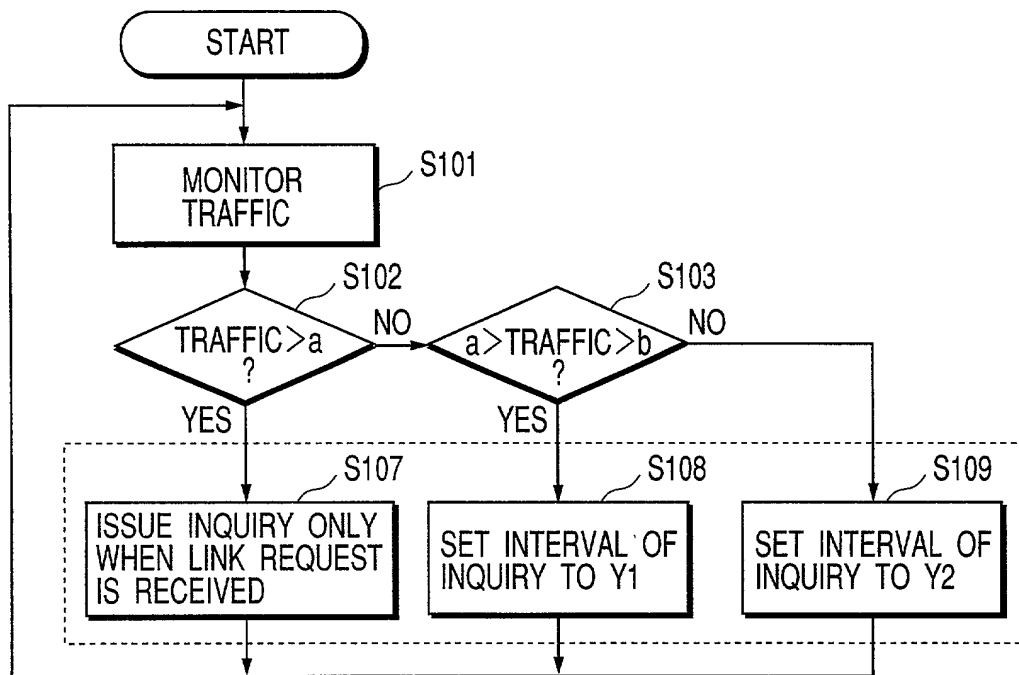 START
MONITOR
TRAFFIC
S101
S102
TRAFFIC>a
?
NO
YES
S103
a>TRAFFIC>b
?
NO
YES
S107
ISSUE INQUIRY ONLY
WHEN LINK REQUEST
IS RECEIVED
S108
SET INTERVAL OF
INQUIRY TO Y1
S109
SET INTERVAL OF
INQUIRY TO Y2